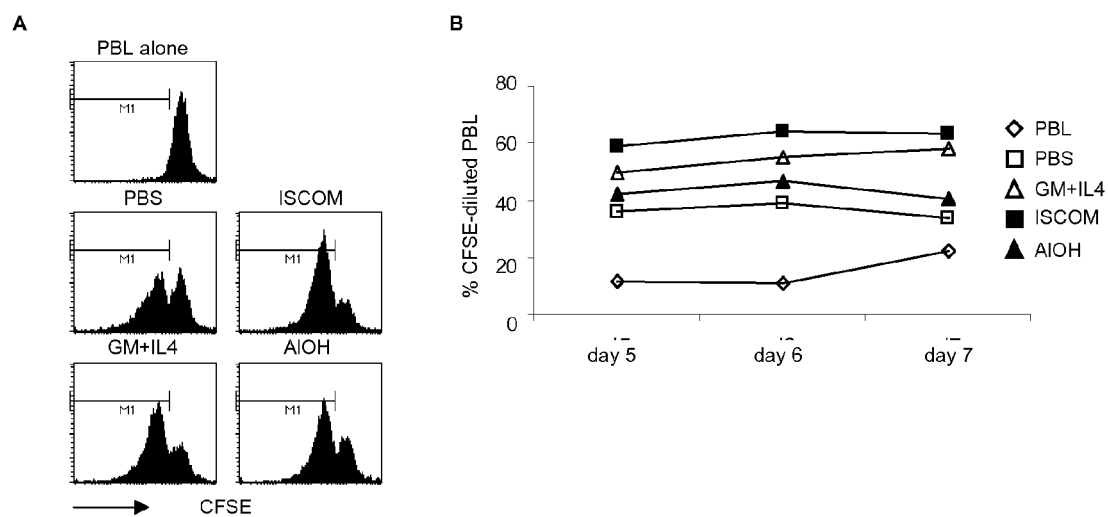 A
PBL alone
M1
PBS
ISCOM
M1
M1
GM+IL4
AlOH
M1
M1
CFSE
B
% CFSE-diluted PBL
80
60
40
20
0
day 5
day 6
day 7
PBL
PBS
GM+IL4
ISCOM
AlOH